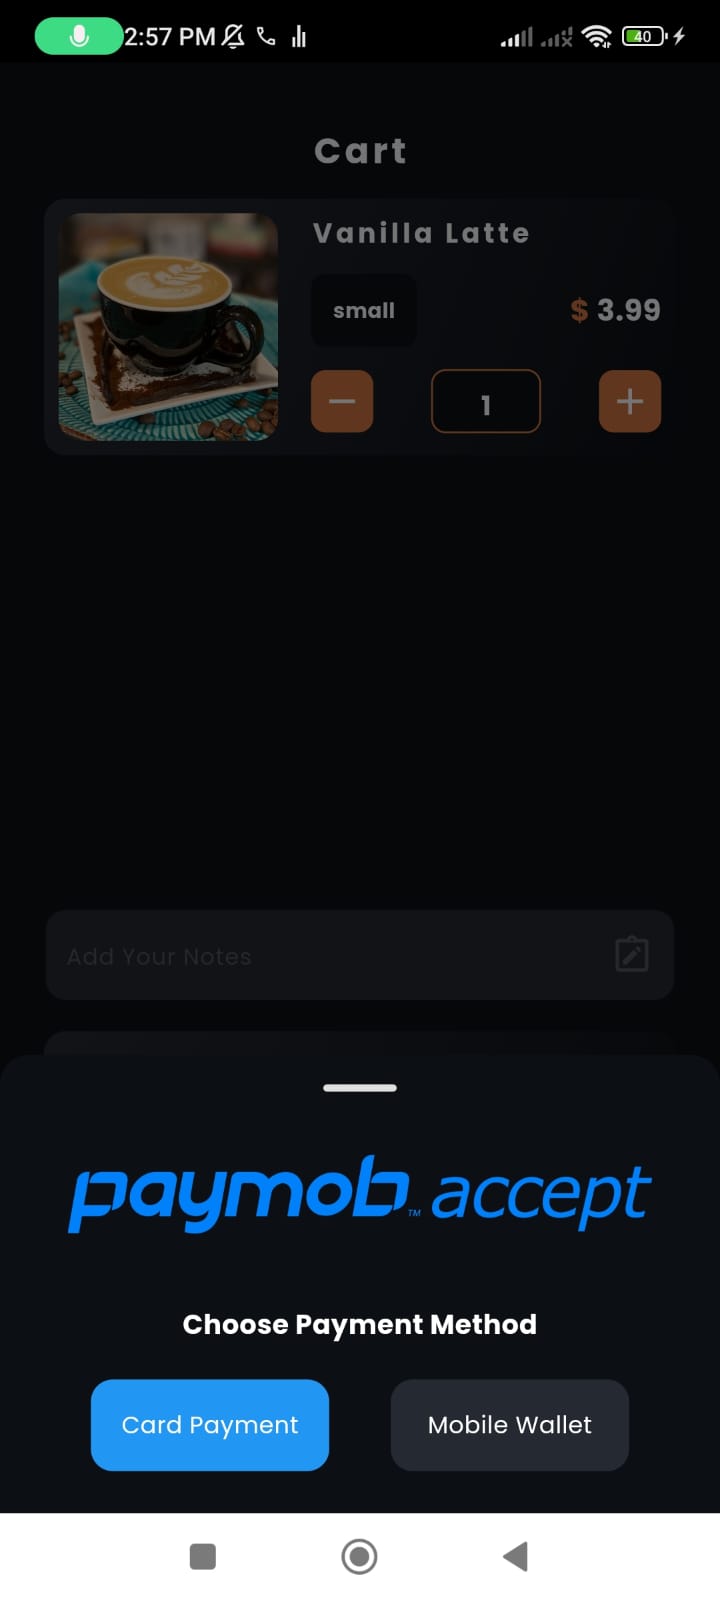 2:57 PM
40
Cart
Vanilla Latte
small
$ 3.99
1
Add Your Notes
paymob™ accept
Choose Payment Method
Card Payment
Mobile Wallet